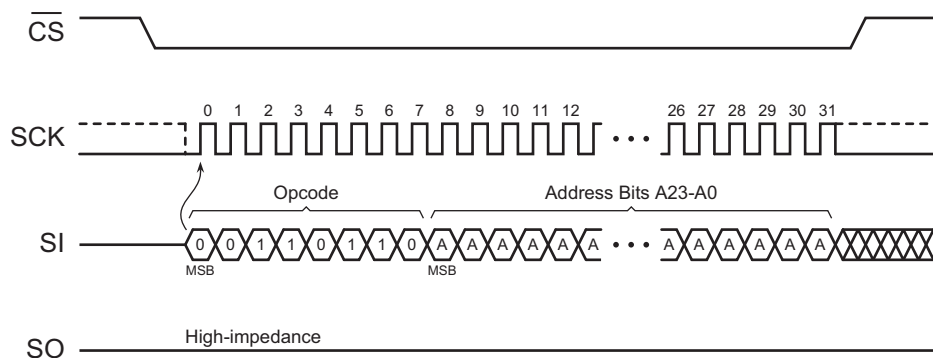 CS
0 1 2 3 4 5 6 7 8 9 10 11 12 26 27 28 29 30 31
SCK
Opcode Address Bits A23-A0
SI 0 0 1 1 0 1 1 0 A A A A A A A A A A A A
MSB MSB
High-impedance
SO